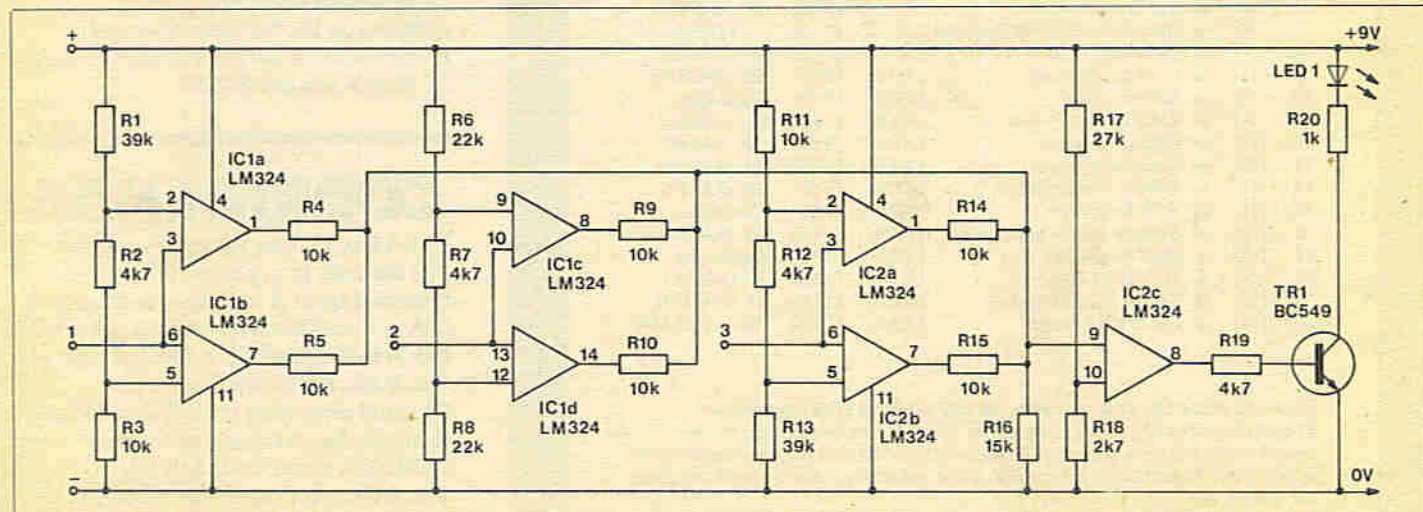 +
+9V
LED 1
R1
39k
R6
22k
R11
10k
R17
27k
R20
1k
IC1a
LM324
2
3
4
1
R4
10k
9
10
8
R9
10k
2
3
4
1
R14
10k
R2
4k7
R7
4k7
IC1c
LM324
R12
4k7
IC2a
LM324
IC1b
LM324
IC2c
LM324
TR1
BC549
1
6
5
7
11
R5
10k
2
13
12
14
R10
10k
3
6
5
7
11
R15
10k
9
10
8
R19
4k7
R3
10k
R8
22k
IC1d
LM324
R13
39k
IC2b
LM324
R16
15k
R18
2k7
−
0V